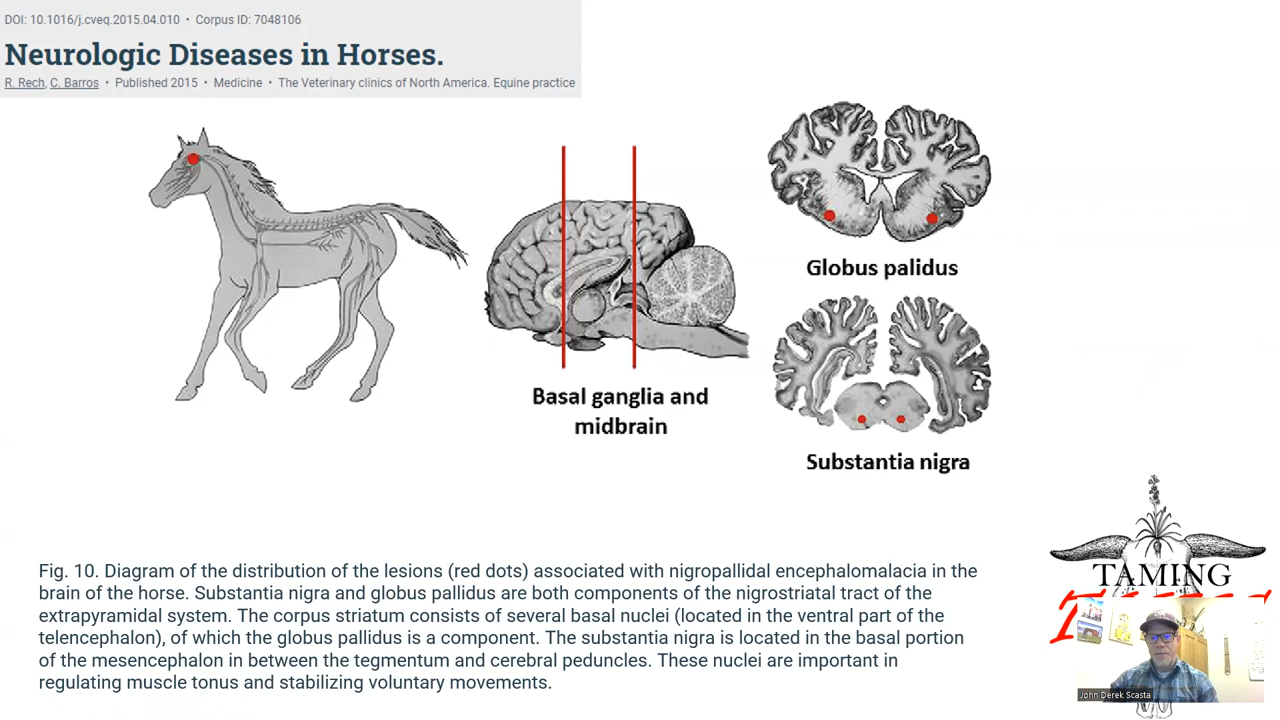 DOI: 10.1016/j.cveq.2015.04.010 • Corpus ID: 7048106
Neurologic Diseases in Horses.
R. Rech, C. Barros • Published 2015 • Medicine • The Veterinary clinics of North America. Equine practice
Globus palidus
Basal ganglia and
midbrain
Substantia nigra
Fig. 10. Diagram of the distribution of the lesions (red dots) associated with nigropallidal encephalomalacia in the
brain of the horse. Substantia nigra and globus pallidus are both components of the nigrostriatal tract of the
extrapyramidal system. The corpus striatum consists of several basal nuclei (located in the ventral part of the
telencephalon), of which the globus pallidus is a component. The substantia nigra is located in the basal portion
of the mesencephalon in between the tegmentum and cerebral peduncles. These nuclei are important in
regulating muscle tonus and stabilizing voluntary movements.
TAMING
John Derek Scasta